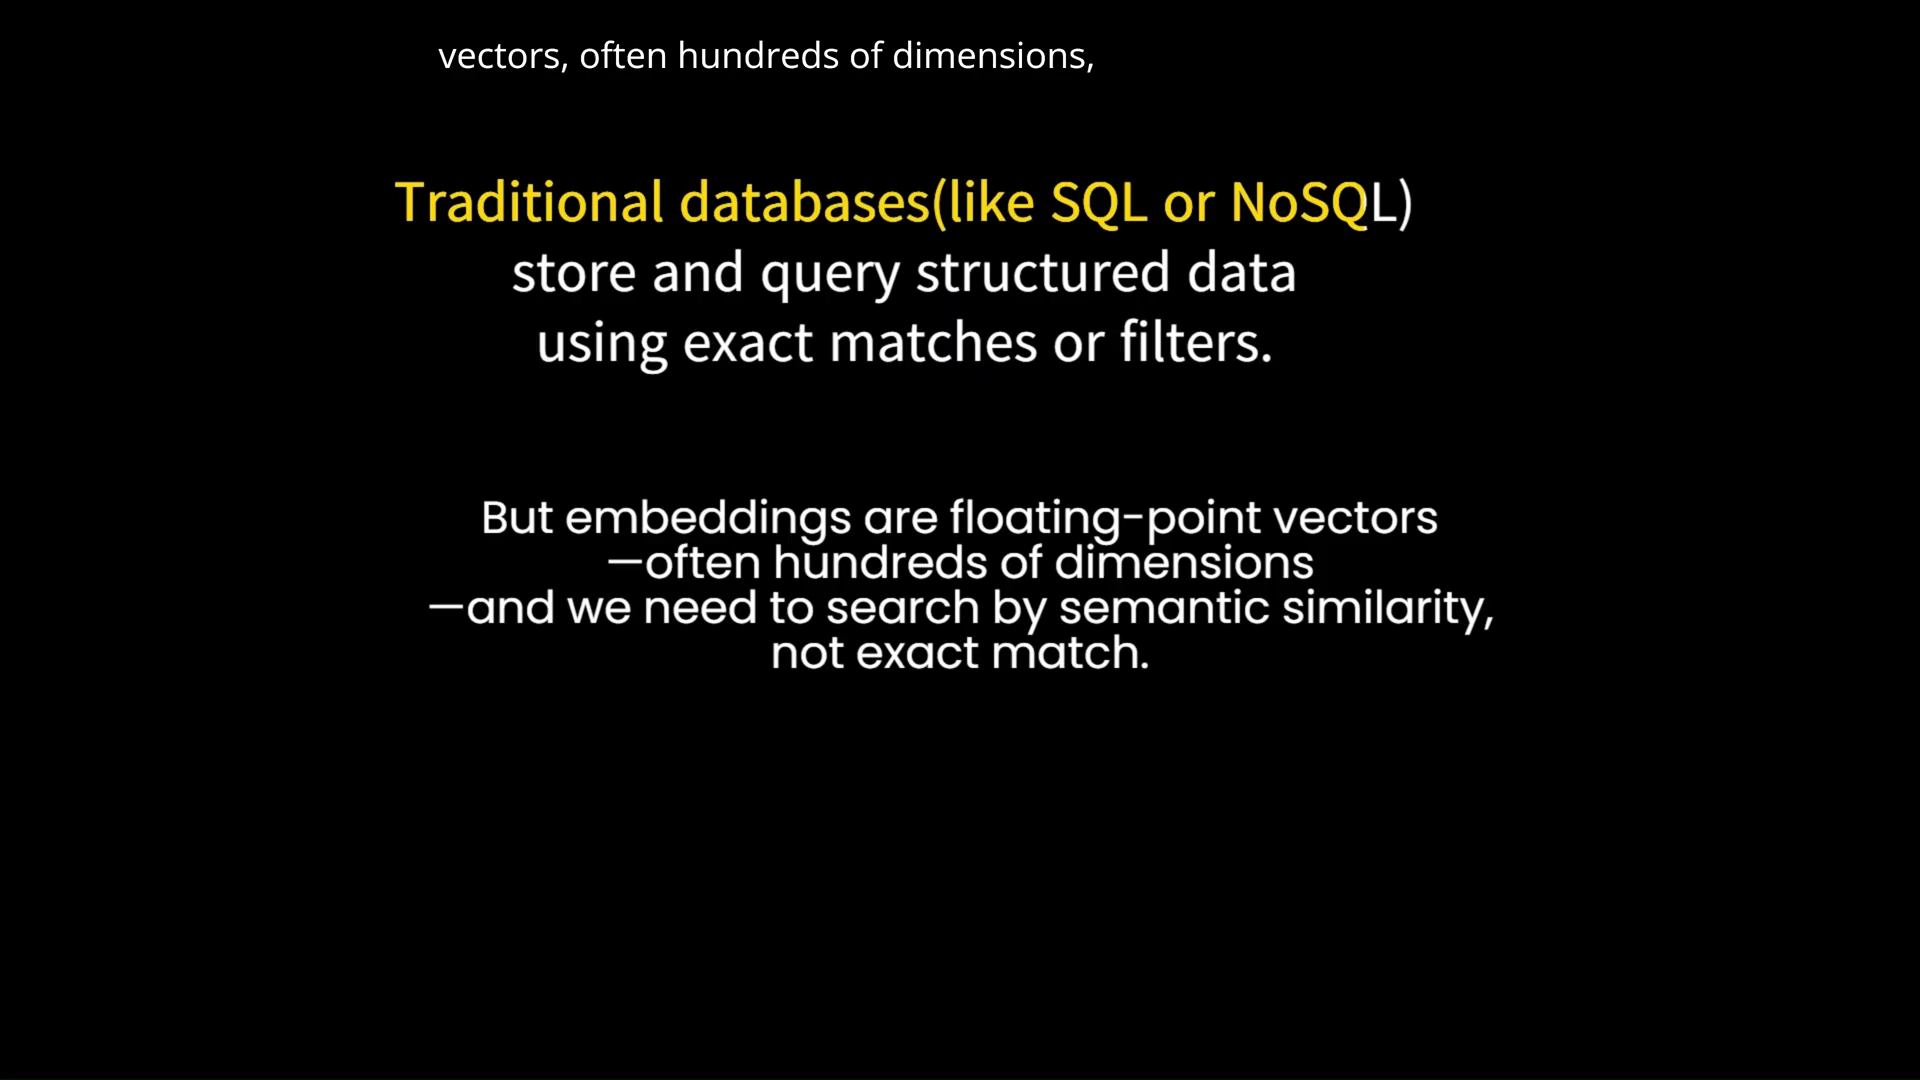 vectors, often hundreds of dimensions,
Traditional databases(like SQL or NoSQL)
store and query structured data
using exact matches or filters.
But embeddings are floating-point vectors
—often hundreds of dimensions
—and we need to search by semantic similarity,
not exact match.